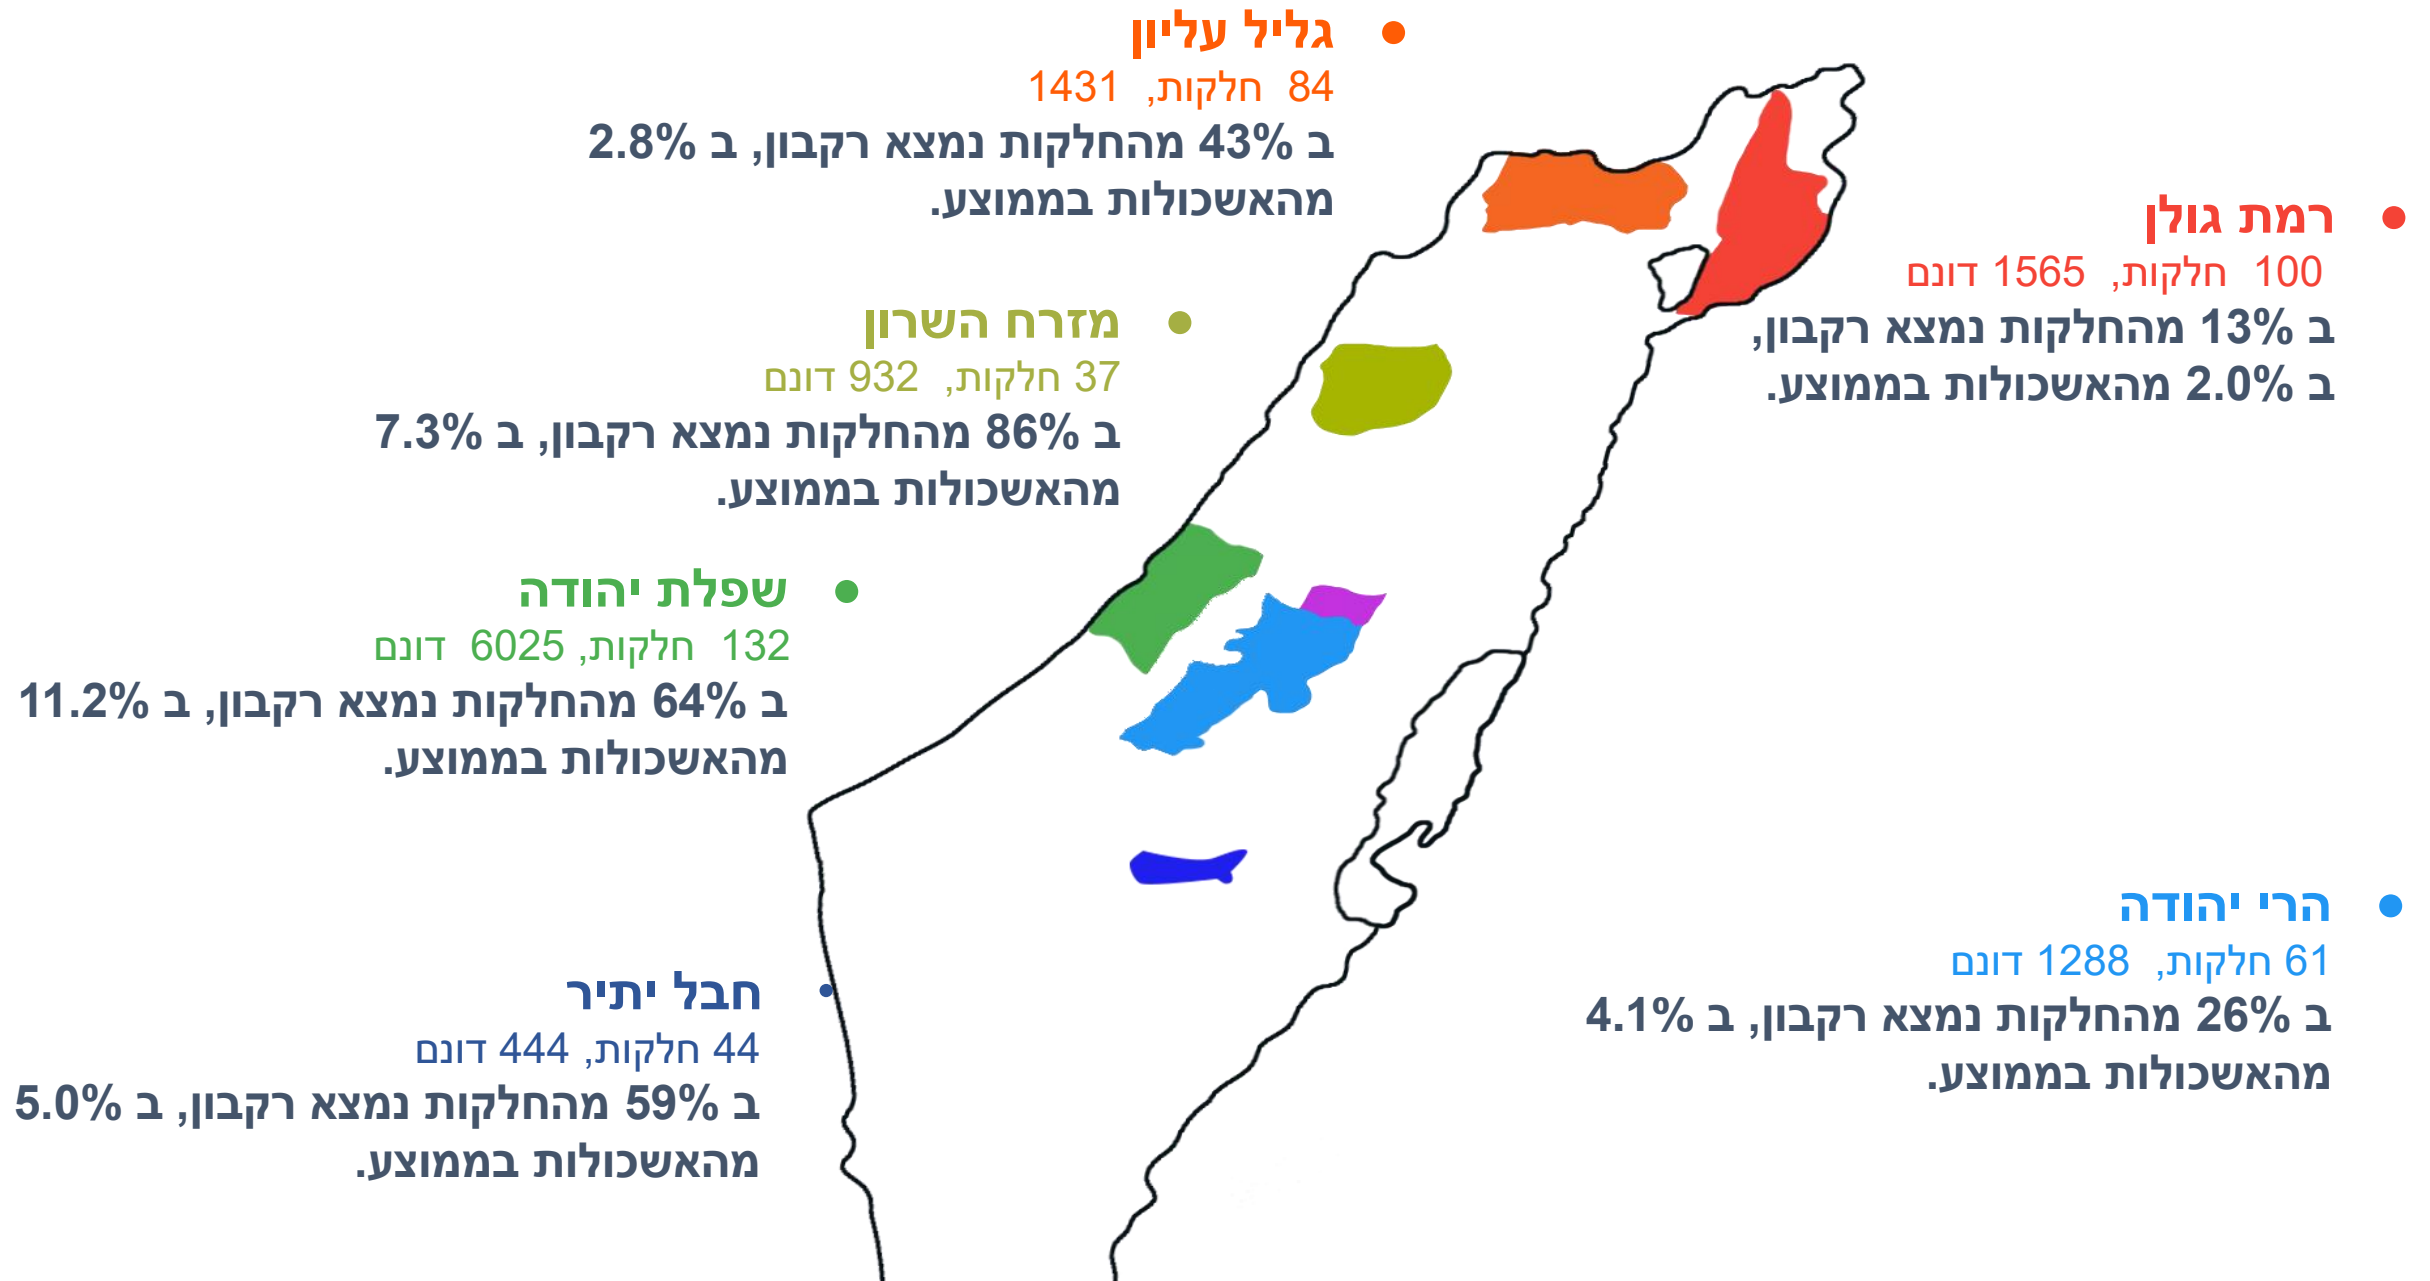 גליל עליון
84 חלקות, 1431
ב 43% מהחלקות נמצא רקבון, ב 2.8%
מהאשכולות בממוצע.
רמת גולן
100 חלקות, 1565 דונם
ב 13% מהחלקות נמצא רקבון,
ב 2.0% מהאשכולות בממוצע.
מזרח השרון
37 חלקות, 932 דונם
ב 86% מהחלקות נמצא רקבון, ב 7.3%
מהאשכולות בממוצע.
שפלת יהודה
132 חלקות, 6025 דונם
ב 64% מהחלקות נמצא רקבון, ב 11.2%
מהאשכולות בממוצע.
הרי יהודה
61 חלקות, 1288 דונם
ב 26% מהחלקות נמצא רקבון, ב 4.1%
מהאשכולות בממוצע.
חבל יתיר
44 חלקות, 444 דונם
ב 59% מהחלקות נמצא רקבון, ב 5.0%
מהאשכולות בממוצע.